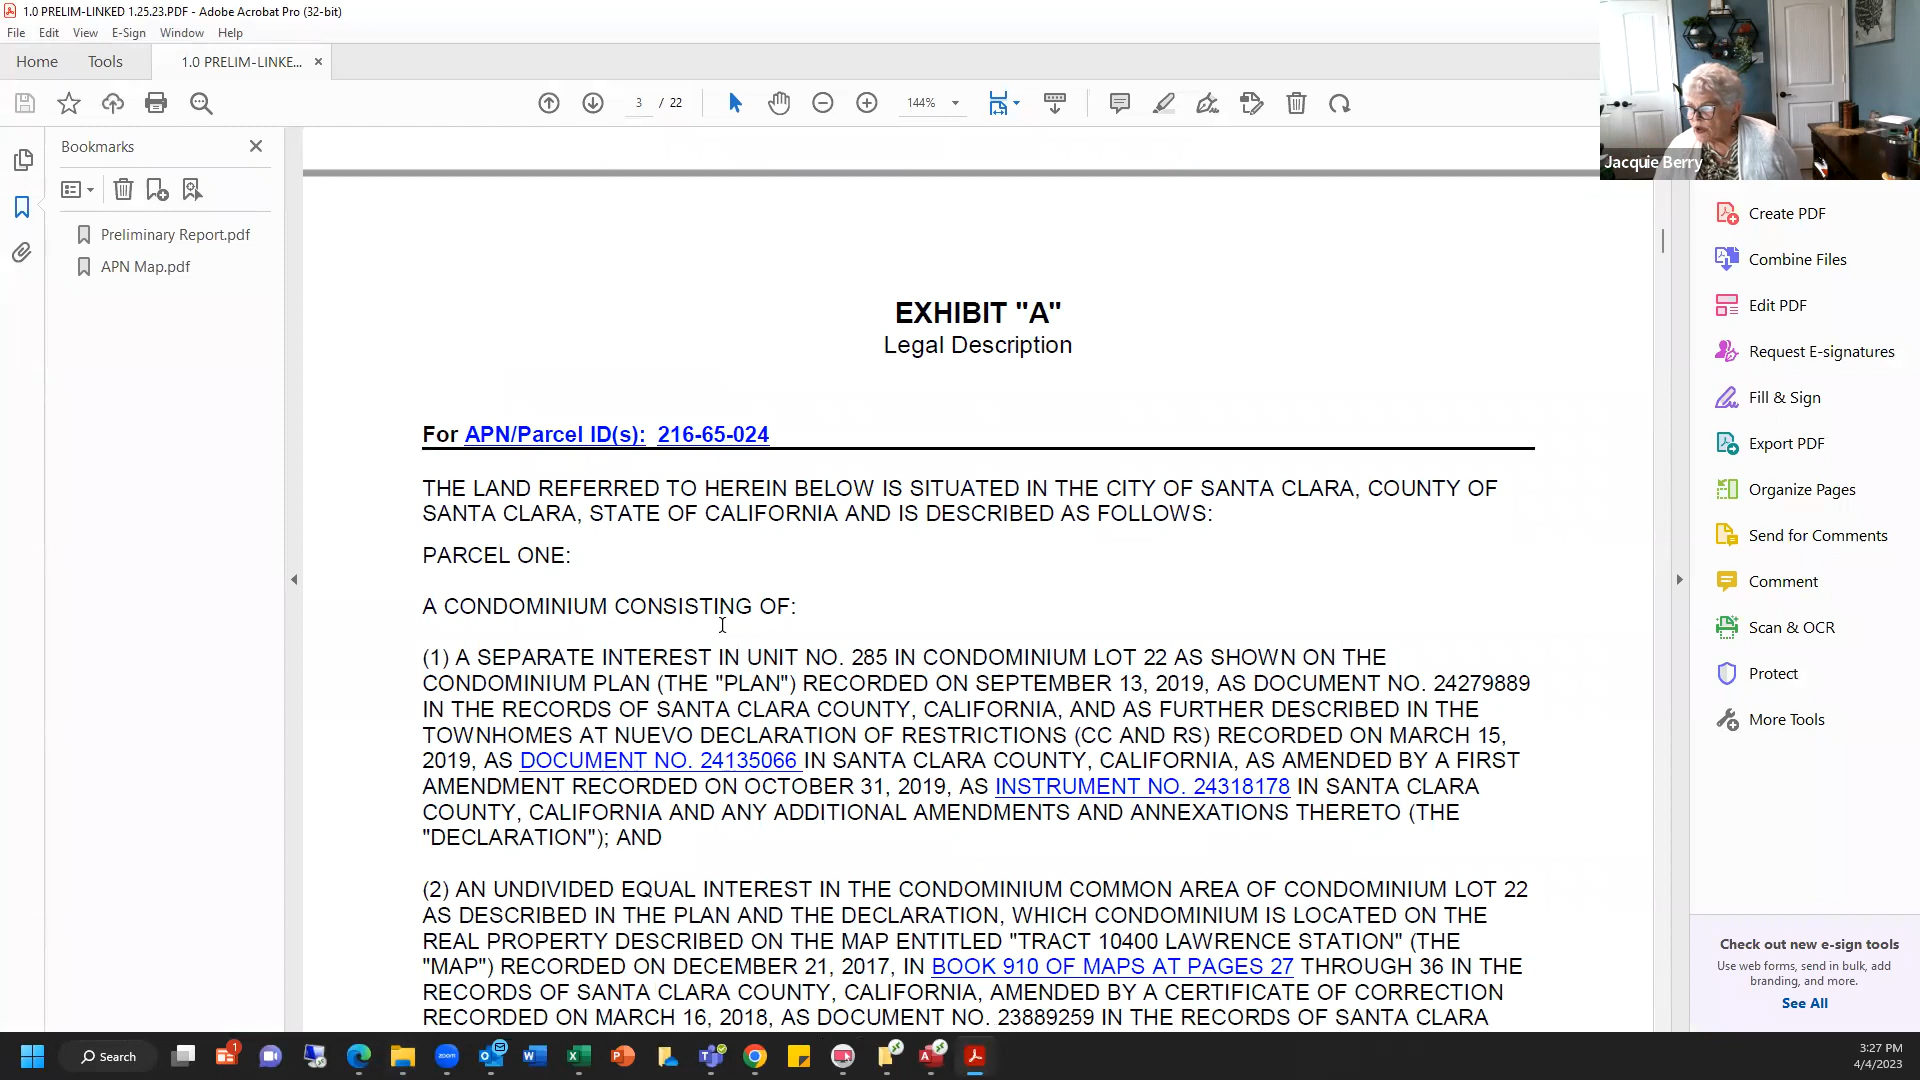 1.0 PRELIM-LINKED 1.25.23.PDF - Adobe Acrobat Pro (32-bit)
File Edit View E-Sign Window Help
Home Tools 1.0 PRELIM-LINKE...
3 / 22 144%
Jacquie Berry
Bookmarks
Preliminary Report.pdf
APN Map.pdf
EXHIBIT "A"
Legal Description
For APN/Parcel ID(s): 216-65-024
THE LAND REFERRED TO HEREIN BELOW IS SITUATED IN THE CITY OF SANTA CLARA, COUNTY OF
SANTA CLARA, STATE OF CALIFORNIA AND IS DESCRIBED AS FOLLOWS:
PARCEL ONE:
A CONDOMINIUM CONSISTING OF:
(1) A SEPARATE INTEREST IN UNIT NO. 285 IN CONDOMINIUM LOT 22 AS SHOWN ON THE
CONDOMINIUM PLAN (THE "PLAN") RECORDED ON SEPTEMBER 13, 2019, AS DOCUMENT NO. 24279889
IN THE RECORDS OF SANTA CLARA COUNTY, CALIFORNIA, AND AS FURTHER DESCRIBED IN THE
TOWNHOMES AT NUEVO DECLARATION OF RESTRICTIONS (CC AND RS) RECORDED ON MARCH 15,
2019, AS DOCUMENT NO. 24135066 IN SANTA CLARA COUNTY, CALIFORNIA, AS AMENDED BY A FIRST
AMENDMENT RECORDED ON OCTOBER 31, 2019, AS INSTRUMENT NO. 24318178 IN SANTA CLARA
COUNTY, CALIFORNIA AND ANY ADDITIONAL AMENDMENTS AND ANNEXATIONS THERETO (THE
"DECLARATION"); AND
(2) AN UNDIVIDED EQUAL INTEREST IN THE CONDOMINIUM COMMON AREA OF CONDOMINIUM LOT 22
AS DESCRIBED IN THE PLAN AND THE DECLARATION, WHICH CONDOMINIUM IS LOCATED ON THE
REAL PROPERTY DESCRIBED ON THE MAP ENTITLED "TRACT 10400 LAWRENCE STATION" (THE
"MAP") RECORDED ON DECEMBER 21, 2017, IN BOOK 910 OF MAPS AT PAGES 27 THROUGH 36 IN THE
RECORDS OF SANTA CLARA COUNTY, CALIFORNIA, AMENDED BY A CERTIFICATE OF CORRECTION
RECORDED ON MARCH 16, 2018, AS DOCUMENT NO. 23889259 IN THE RECORDS OF SANTA CLARA
Create PDF
Combine Files
Edit PDF
Request E-signatures
Fill & Sign
Export PDF
Organize Pages
Send for Comments
Comment
Scan & OCR
Protect
More Tools
Check out new e-sign tools
Use web forms, send in bulk, add
branding, and more.
See All
Search
3:27 PM
4/4/2023